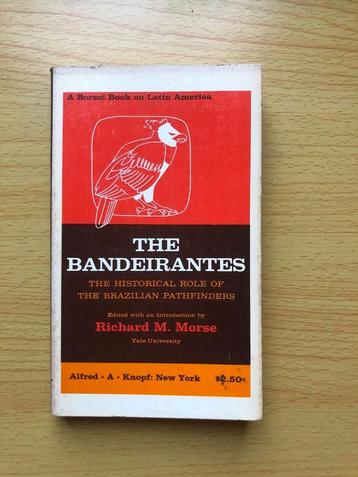 A Borzoi Book on Latin America
THE
BANDEIRANTES
THE HISTORICAL ROLE OF
THE BRAZILIAN PATHFINDERS
Edited with an Introduction by
Richard M. Morse
Yale University
Alfred • A • Knopf: New York $2.50